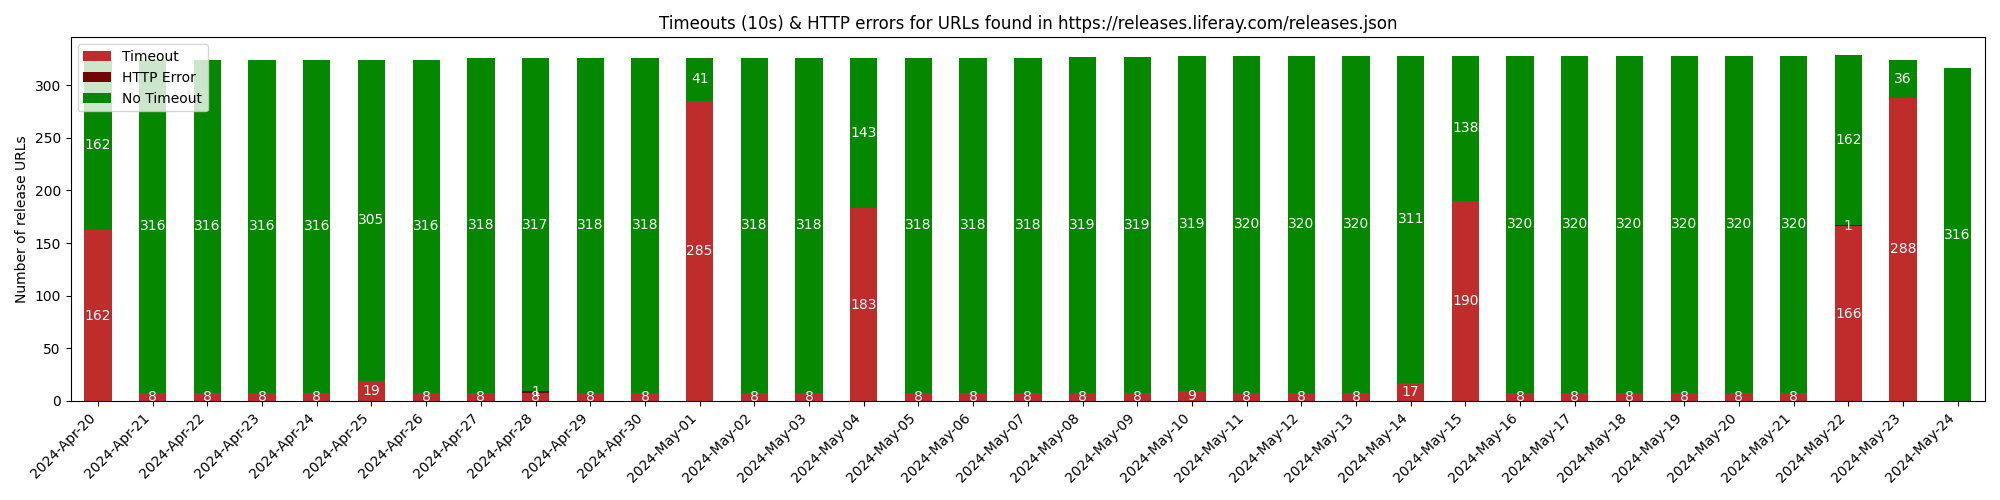 Timeouts (10s) & HTTP errors for URLs found in https://releases.liferay.com/releases.json
Timeout
HTTP Error
No Timeout
Number of release URLs
300
250
200
150
100
50
0
41 36
162 143 138 162
316 316 316 316 305 316 318 317 318 318 318 318 318 318 318 319 319 319 320 320 320 311 320 320 320 320 320 320 1 316
162 285 183 190 166 288
8 8 8 8 19 8 8 1 8 8 8 8 8 8 8 8 8 8 9 8 8 8 17 8 8 8 8 8 8
2024-Apr-20
2024-Apr-21
2024-Apr-22
2024-Apr-23
2024-Apr-24
2024-Apr-25
2024-Apr-26
2024-Apr-27
2024-Apr-28
2024-Apr-29
2024-Apr-30
2024-May-01
2024-May-02
2024-May-03
2024-May-04
2024-May-05
2024-May-06
2024-May-07
2024-May-08
2024-May-09
2024-May-10
2024-May-11
2024-May-12
2024-May-13
2024-May-14
2024-May-15
2024-May-16
2024-May-17
2024-May-18
2024-May-19
2024-May-20
2024-May-21
2024-May-22
2024-May-23
2024-May-24